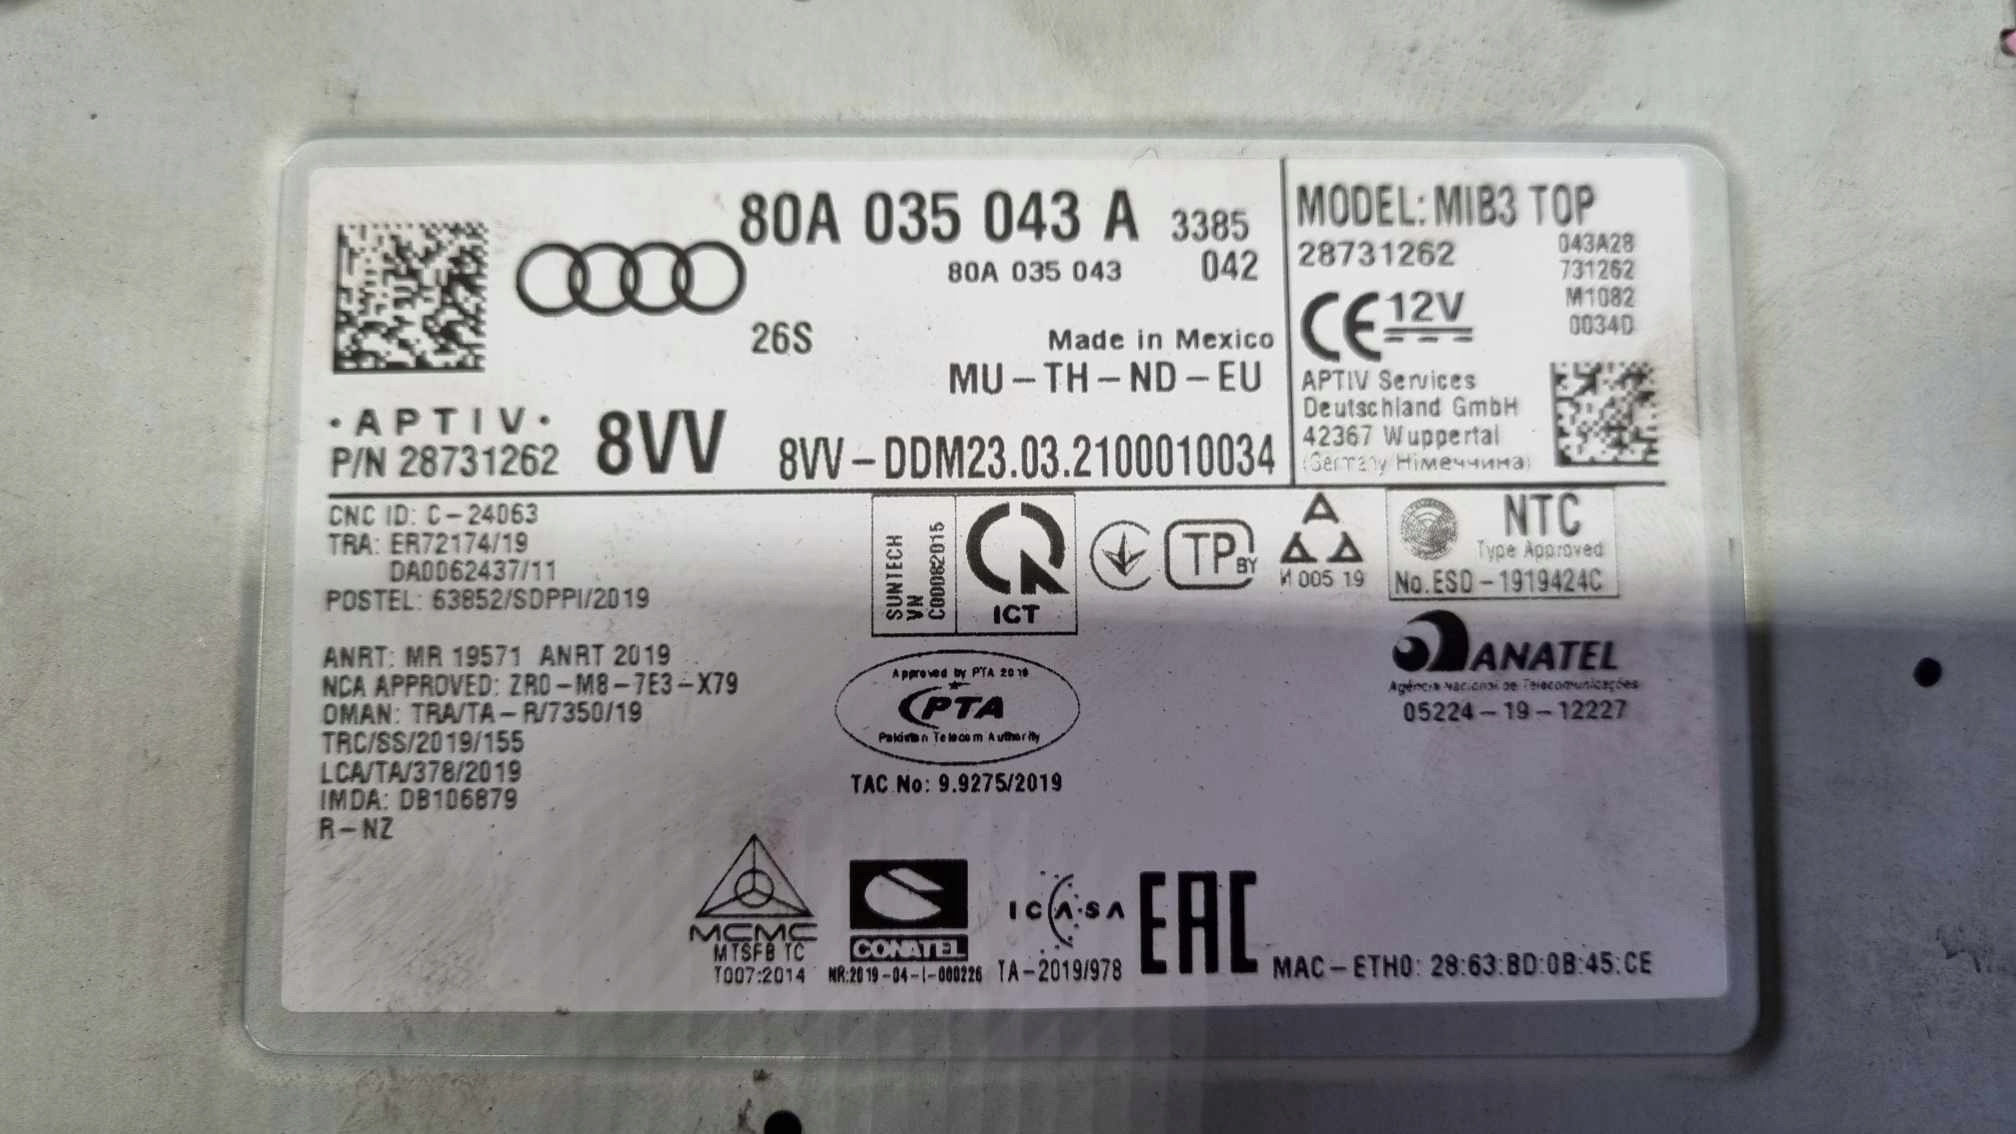 80A 035 043 A 3385
80A 035 043 042
26S
Made in Mexico
MU-TH-ND-EU
·APTIV·
P/N 28731262
8VV
8VV-DDM23.03.2100010034
MODEL: MIB3 TOP
28731262
043A28
731262
M1082
0034D
CE 12V
APTIV Services
Deutschland GmbH
42367 Wuppertal
(Germany Німеччина)
CNC ID: C-24063
TRA: ER72174/19
DA0062437/11
POSTEL: 63852/SDPPI/2019
ANRT: MR 19571 ANRT 2019
NCA APPROVED: ZRO-M8-7E3-X79
OMAN: TRA/TA-R/7350/19
TRC/SS/2019/155
LCA/TA/378/2019
IMDA: DB106879
R-NZ
SUNTECH
VN
C00082015
ICT
TP BY
И 005 19
NTC
Type Approved
No.ESD-1919424C
Approved by PTA 2019
PTA
Pakistan Telecom Authority
TAC No: 9.9275/2019
ANATEL
Agência Nacional de Telecomunicações
05224-19-12227
MCMC
MTSFB TC
T007:2014
CONATEL
NR:2019-04-I-000226
ICASA
TA-2019/978
EAC
MAC-ETH0: 28:63:BD:0B:45:CE